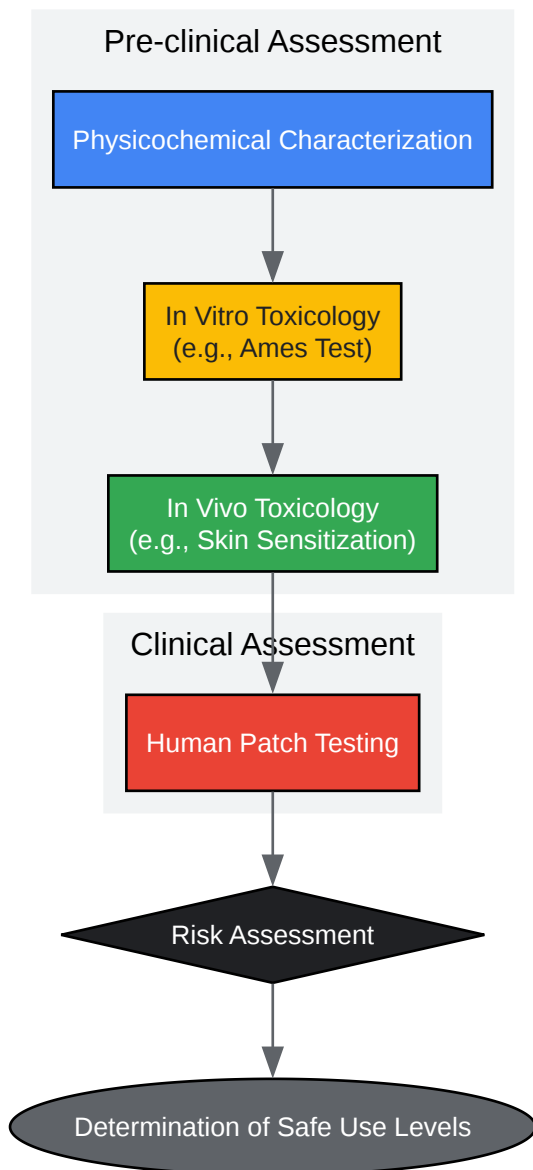 Pre-clinical Assessment
Physicochemical Characterization
In Vitro Toxicology
(e.g., Ames Test)
In Vivo Toxicology
(e.g., Skin Sensitization)
Clinical Assessment
Human Patch Testing
Risk Assessment
Determination of Safe Use Levels